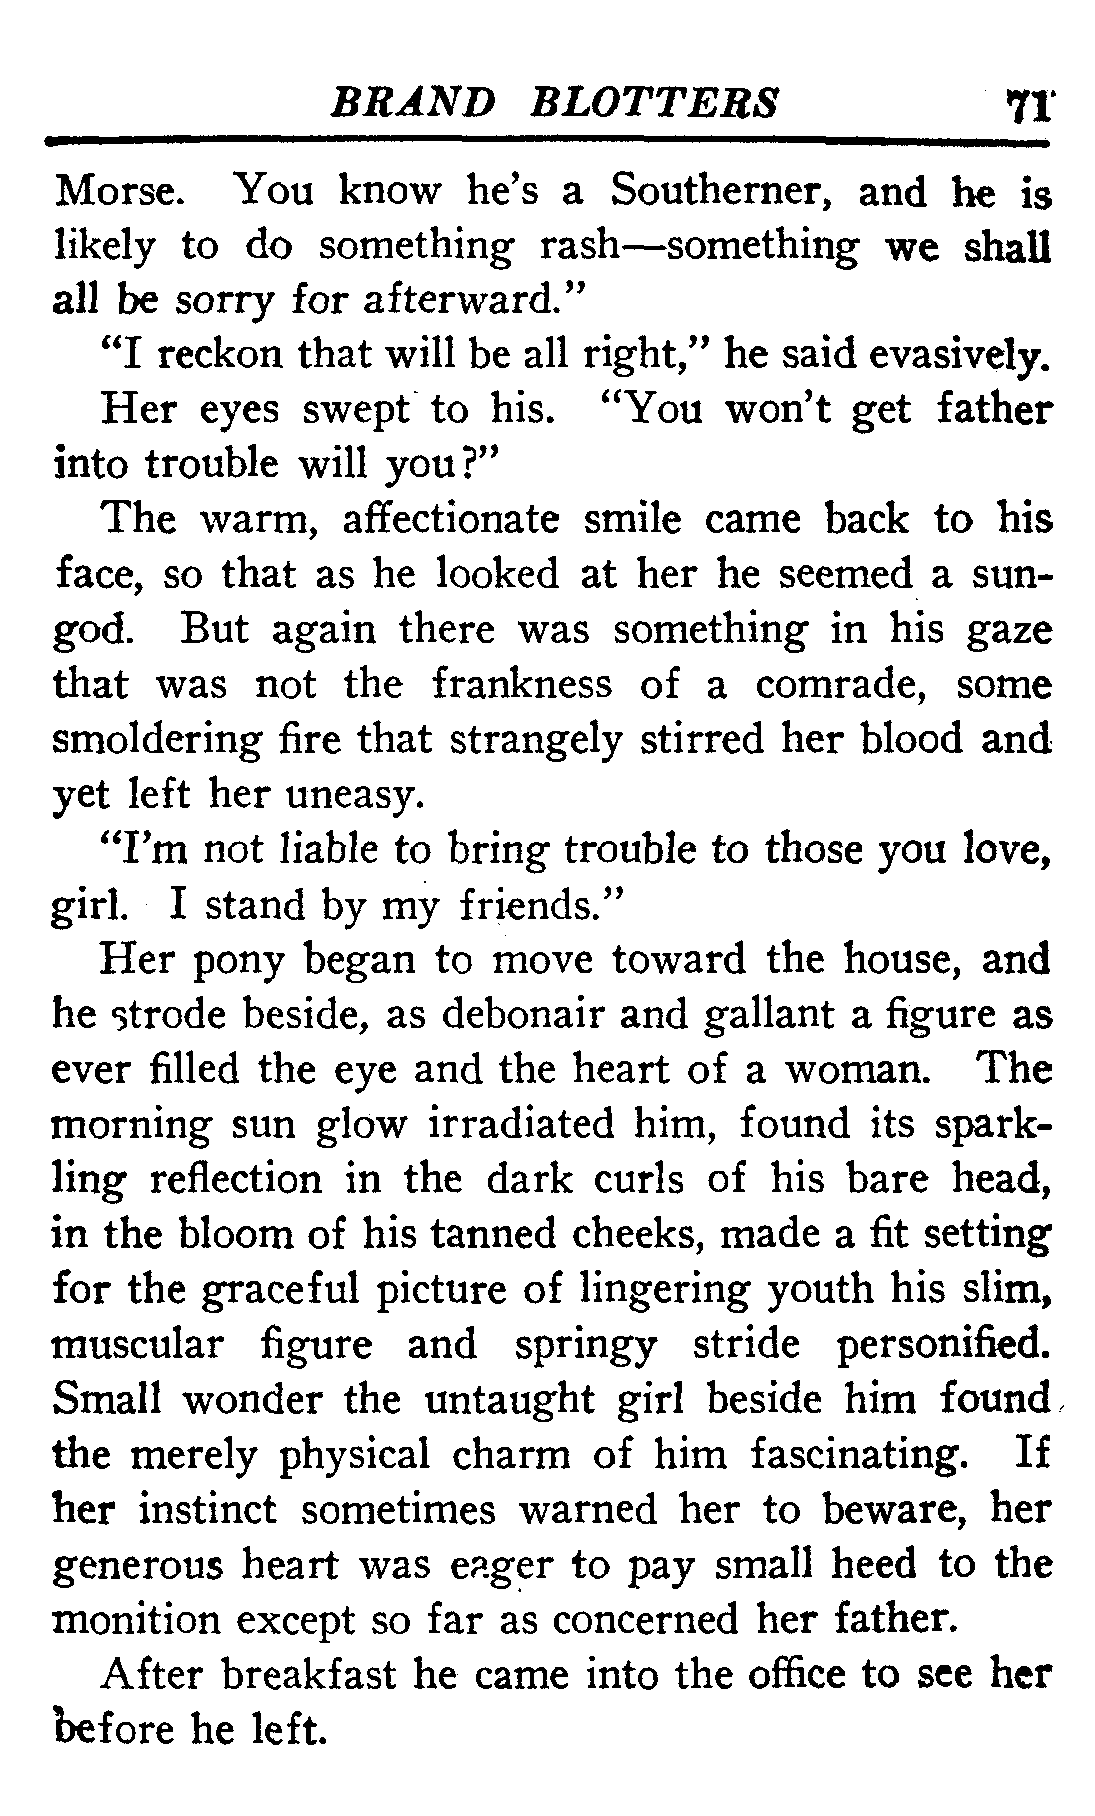 BRAND BLOTTERS 71
Morse. You know he's a Southerner, and he is
likely to do something rash—something we shall
all be sorry for afterward."
"I reckon that will be all right," he said evasively.
Her eyes swept to his. "You won't get father
into trouble will you?"
The warm, affectionate smile came back to his
face, so that as he looked at her he seemed a sun-
god. But again there was something in his gaze
that was not the frankness of a comrade, some
smoldering fire that strangely stirred her blood and
yet left her uneasy.
"I'm not liable to bring trouble to those you love,
girl. I stand by my friends."
Her pony began to move toward the house, and
he strode beside, as debonair and gallant a figure as
ever filled the eye and the heart of a woman. The
morning sun glow irradiated him, found its spark-
ling reflection in the dark curls of his bare head,
in the bloom of his tanned cheeks, made a fit setting
for the graceful picture of lingering youth his slim,
muscular figure and springy stride personified.
Small wonder the untaught girl beside him found
the merely physical charm of him fascinating. If
her instinct sometimes warned her to beware, her
generous heart was eager to pay small heed to the
monition except so far as concerned her father.
After breakfast he came into the office to see her
before he left.